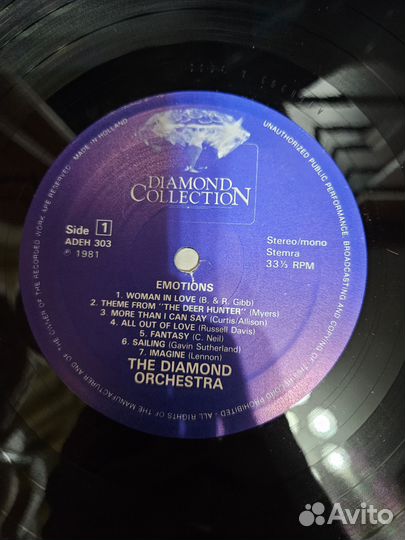 DIAMOND
COLLECTION
Side 1
ADEH 303
℗ 1981
Stereo/mono
Stemra
33⅓ RPM
EMOTIONS
1. WOMAN IN LOVE (B. & R. Gibb)
2. THEME FROM "THE DEER HUNTER" (Myers)
3. MORE THAN I CAN SAY (Curtis/Allison)
4. ALL OUT OF LOVE (Russell Davis)
5. FANTASY (C. Neil)
6. SAILING (Gavin Sutherland)
7. IMAGINE (Lennon)
THE DIAMOND
ORCHESTRA
MADE IN HOLLAND
UNAUTHORIZED PUBLIC PERFORMANCE, BROADCASTING AND COPYING OF THIS RECORD PROHIBITED - ALL RIGHTS OF THE MANUFACTURER AND OF THE OWNER OF THE RECORDED WORK ARE RESERVED
Avito